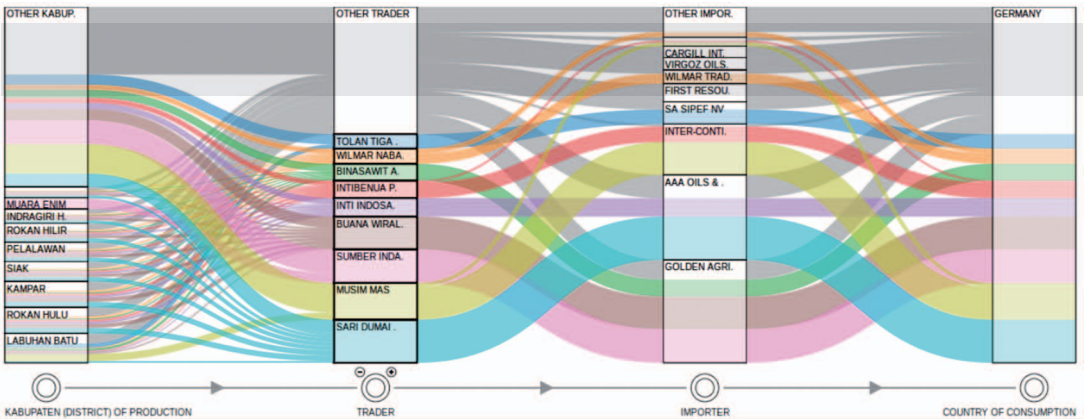 OTHER KABUP.
MUARA ENIM
INDRAGIRI H.
ROKAN HILIR
PELALAWAN
SIAK
KAMPAR
ROKAN HULU
LABUHAN BATU
OTHER TRADER
TOLAN TIGA .
WILMAR NABA.
BINASAWIT A.
INTIBENUA P.
INTI INDOSA.
BUANA WIRAL.
SUMBER INDA.
MUSIM MAS
SARI DUMAI .
OTHER IMPOR.
CARGILL INT.
VIRGOZ OILS.
WILMAR TRAD.
FIRST RESOU.
SA SIPEF NV
INTER-CONTI.
AAA OILS & .
GOLDEN AGRI.
GERMANY
KABUPATEN (DISTRICT) OF PRODUCTION
TRADER
IMPORTER
COUNTRY OF CONSUMPTION